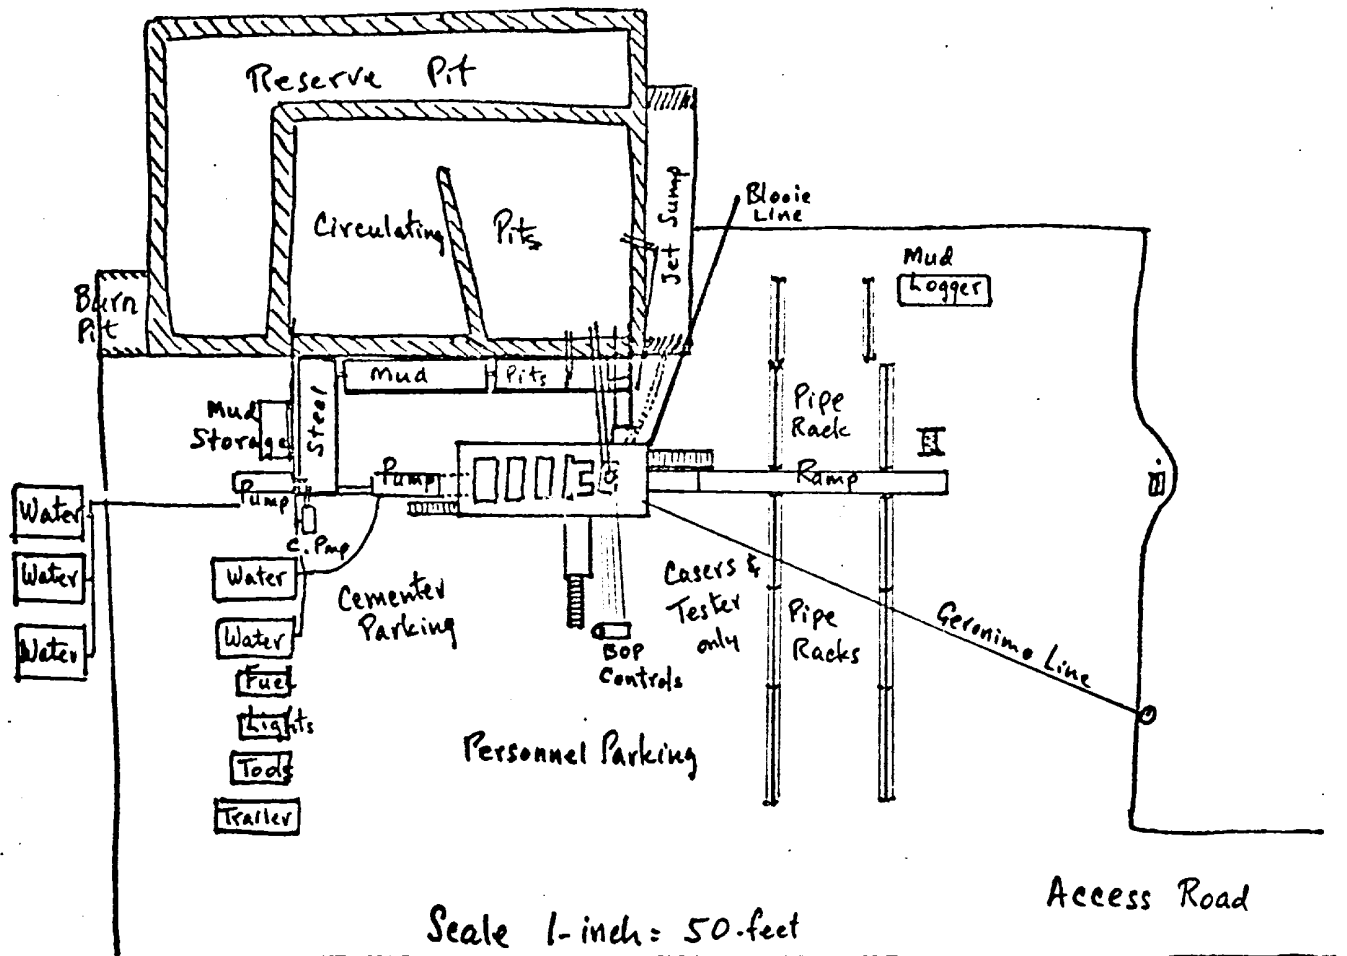 Reserve Pit
Blooie
Line
Jet Sump
Circulating Pits
Mud
Logger
Burn
Pit
Mud Pits
Steel
Mud
Storage
Pipe
Rack
Pump
Ramp
Pump
Water
C. Pmp
Water
Water
Cementer
Parking
Casers &
Tester
only
Water
Water
Pipe
Racks
Geronimo Line
BOP
Controls
Fuel
Lights
Personnel Parking
Tools
Trailer
Access Road
Scale 1-inch = 50-feet